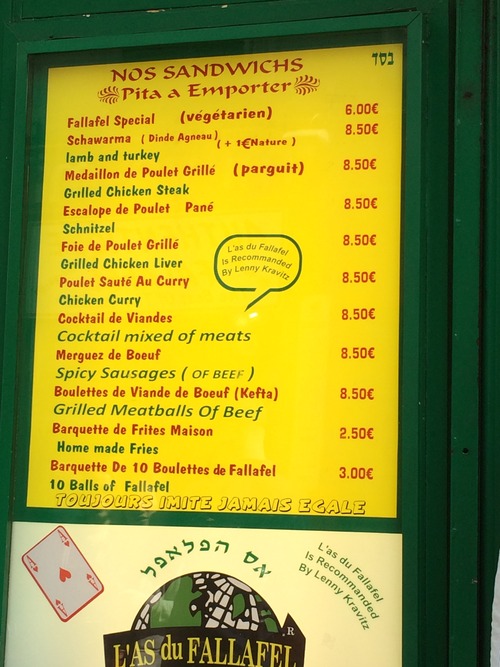 בסד
NOS SANDWICHS
Pita a Emporter
Fallafel Special (végétarien) 6.00€
Schawarma ( Dinde Agneau ) ( + 1€Nature ) 8.50€
lamb and turkey
Medaillon de Poulet Grillé (parguit) 8.50€
Grilled Chicken Steak
Escalope de Poulet Pané 8.50€
Schnitzel
Foie de Poulet Grillé 8.50€
Grilled Chicken Liver
L'as du Fallafel
Is Recommanded
By Lenny Kravitz
Poulet Sauté Au Curry 8.50€
Chicken Curry
Cocktail de Viandes 8.50€
Cocktail mixed of meats
Merguez de Boeuf 8.50€
Spicy Sausages ( OF BEEF )
Boulettes de Viande de Boeuf (Kefta) 8.50€
Grilled Meatballs Of Beef
Barquette de Frites Maison 2.50€
Home made Fries
Barquette De 10 Boulettes de Fallafel 3.00€
10 Balls of Fallafel
TOUJOURS IMITE JAMAIS EGALE
אס הפלאפל
L'as du Fallafel
Is Recommanded
By Lenny Kravitz
A
A
R
L'AS du FALLAFEL